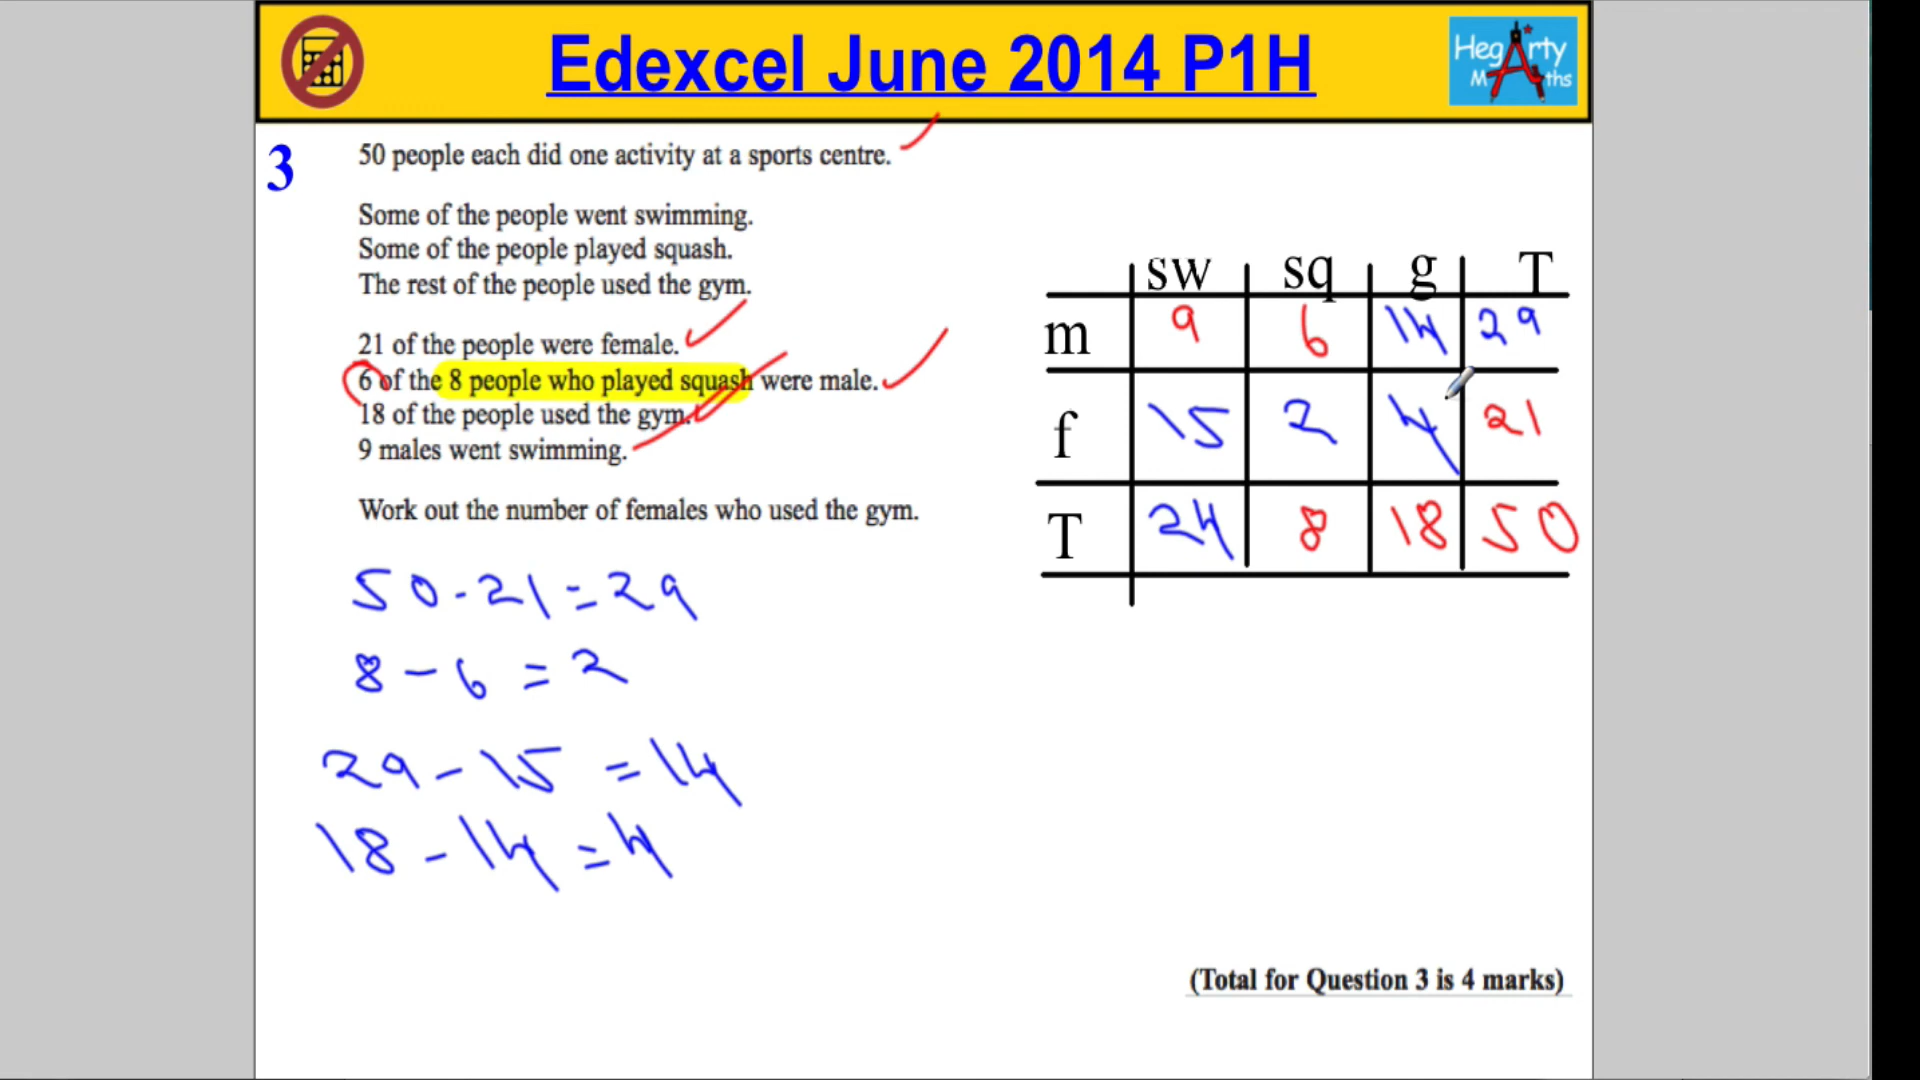 Edexcel June 2014 P1H
Hegarty
Maths
3
50 people each did one activity at a sports centre.
Some of the people went swimming.
Some of the people played squash.
The rest of the people used the gym.
21 of the people were female.
6 of the 8 people who played squash were male.
18 of the people used the gym.
9 males went swimming.
Work out the number of females who used the gym.
50 - 21 = 29
8 - 6 = 2
29 - 15 = 14
18 - 14 = 4
sw sq g T
m 9 6 14 29
f 15 2 4 21
T 24 8 18 50
(Total for Question 3 is 4 marks)